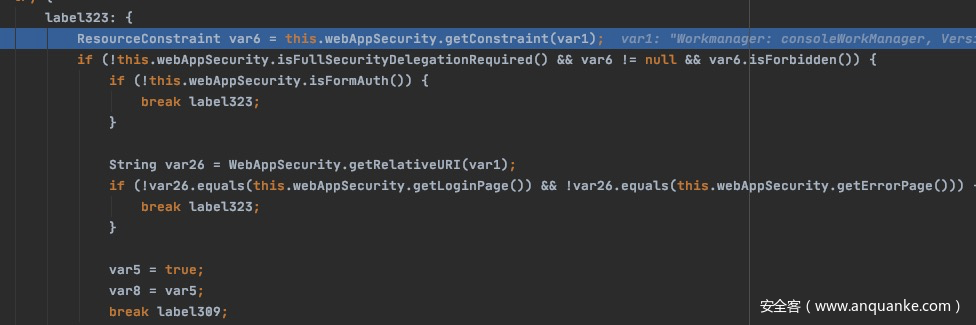 label323: {
ResourceConstraint var6 = this.webAppSecurity.getConstraint(var1);  var1: "Workmanager: consoleWorkManager, Versi
if (!this.webAppSecurity.isFullSecurityDelegationRequired() && var6 != null && var6.isForbidden()) {
if (!this.webAppSecurity.isFormAuth()) {
break label323;
}
String var26 = WebAppSecurity.getRelativeURI(var1);
if (!var26.equals(this.webAppSecurity.getLoginPage()) && !var26.equals(this.webAppSecurity.getErrorPage())) {
break label323;
}
var5 = true;
var8 = var5;
break label309;
安全客（www.anquanke.com）